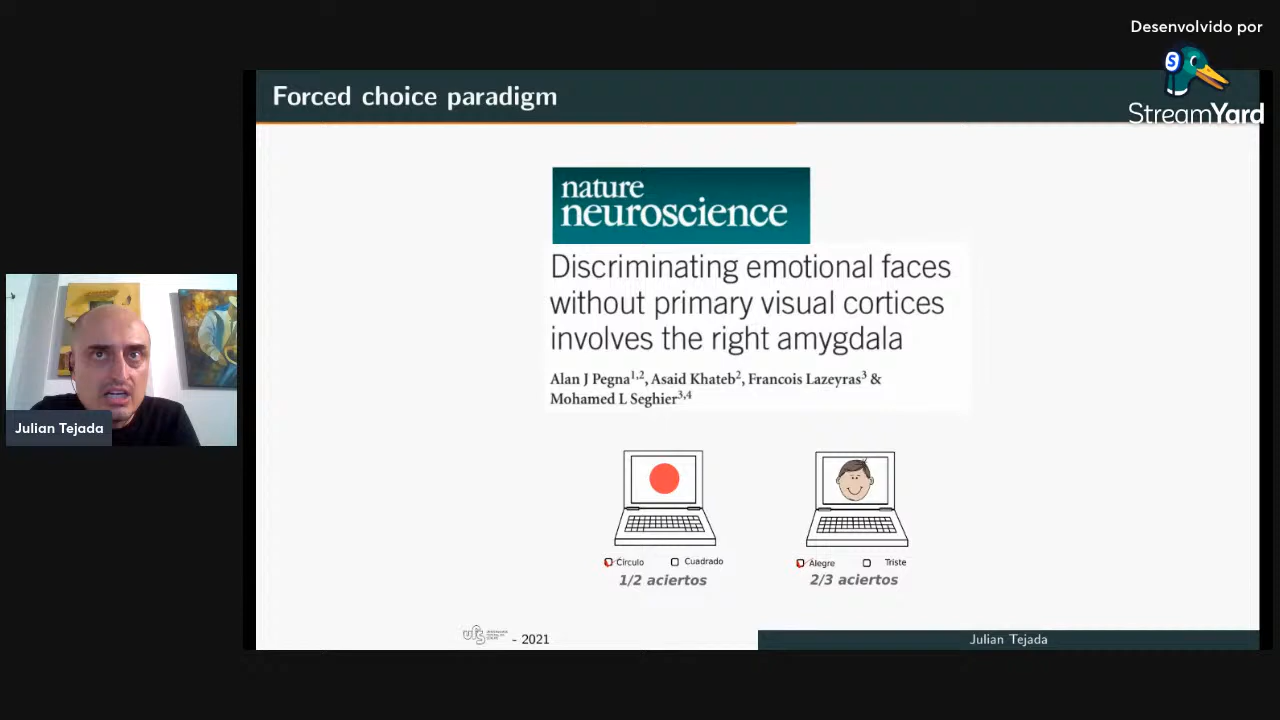 Desenvolvido por
StreamYard
Forced choice paradigm
nature
neuroscience
Discriminating emotional faces
without primary visual cortices
involves the right amygdala
Alan J Pegna1,2, Asaid Khateb2, Francois Lazeyras3 &
Mohamed L Seghier3,4
Julian Tejada
Círculo Cuadrado
1/2 aciertos
Alegre Triste
2/3 aciertos
ufs - 2021
Julian Tejada